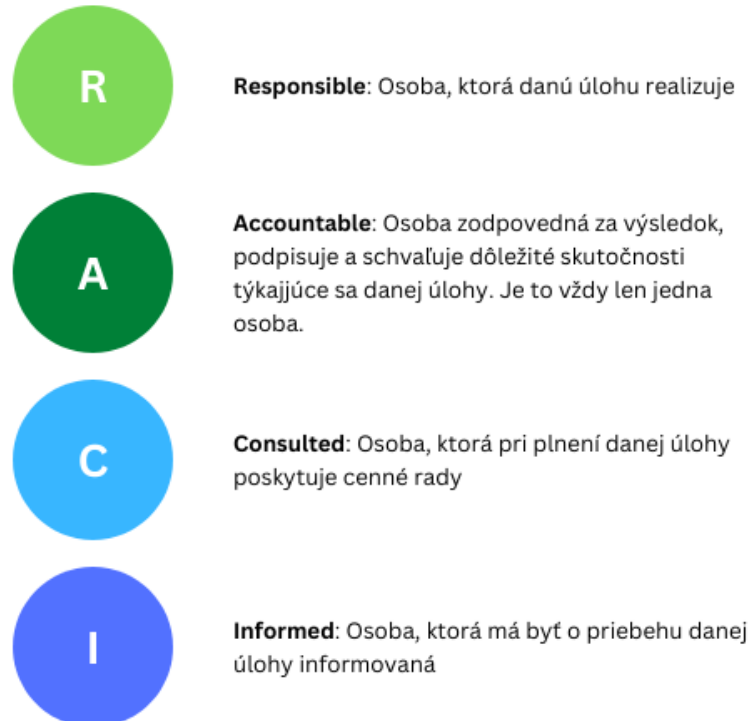 R
Responsible: Osoba, ktorá danú úlohu realizuje
A
Accountable: Osoba zodpovedná za výsledok,
podpisuje a schvaľuje dôležité skutočnosti
týkajjúce sa danej úlohy. Je to vždy len jedna
osoba.
C
Consulted: Osoba, ktorá pri plnení danej úlohy
poskytuje cenné rady
I
Informed: Osoba, ktorá má byť o priebehu danej
úlohy informovaná